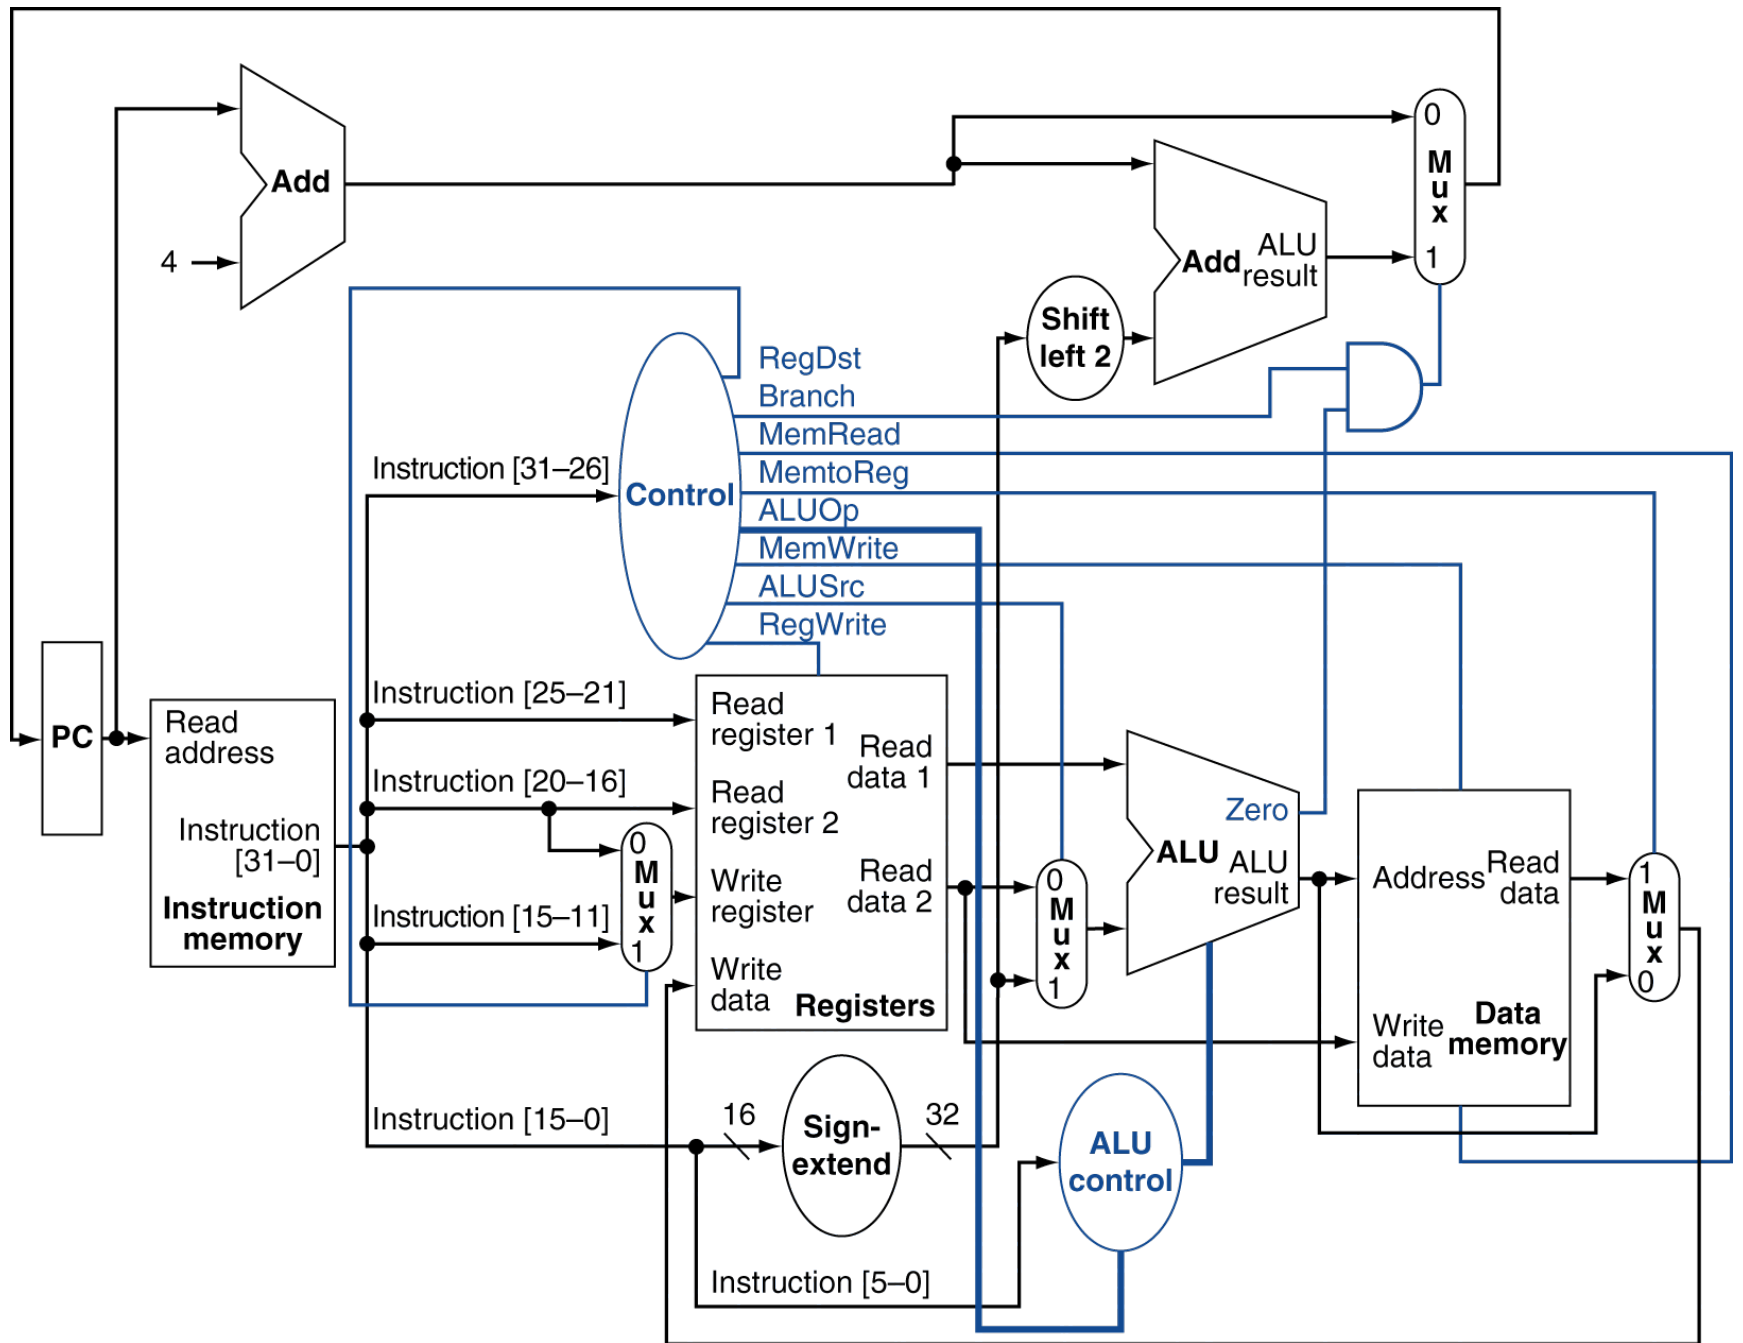 0
M
u
x
1
Add
Add
ALU
result
4
Shift
left 2
RegDst
Branch
MemRead
MemtoReg
ALUOp
MemWrite
ALUSrc
RegWrite
Control
Instruction [31–26]
Instruction [25–21]
Instruction [20–16]
Instruction [15–11]
Instruction [15–0]
Instruction [5–0]
PC
Read
address
Instruction
[31–0]
Instruction
memory
0
M
u
x
1
Read
register 1
Read
register 2
Write
register
Write
data
Read
data 1
Read
data 2
Registers
0
M
u
x
1
Zero
ALU
ALU
result
Address
Read
data
Write
data
Data
memory
1
M
u
x
0
16
Sign-
extend
32
ALU
control